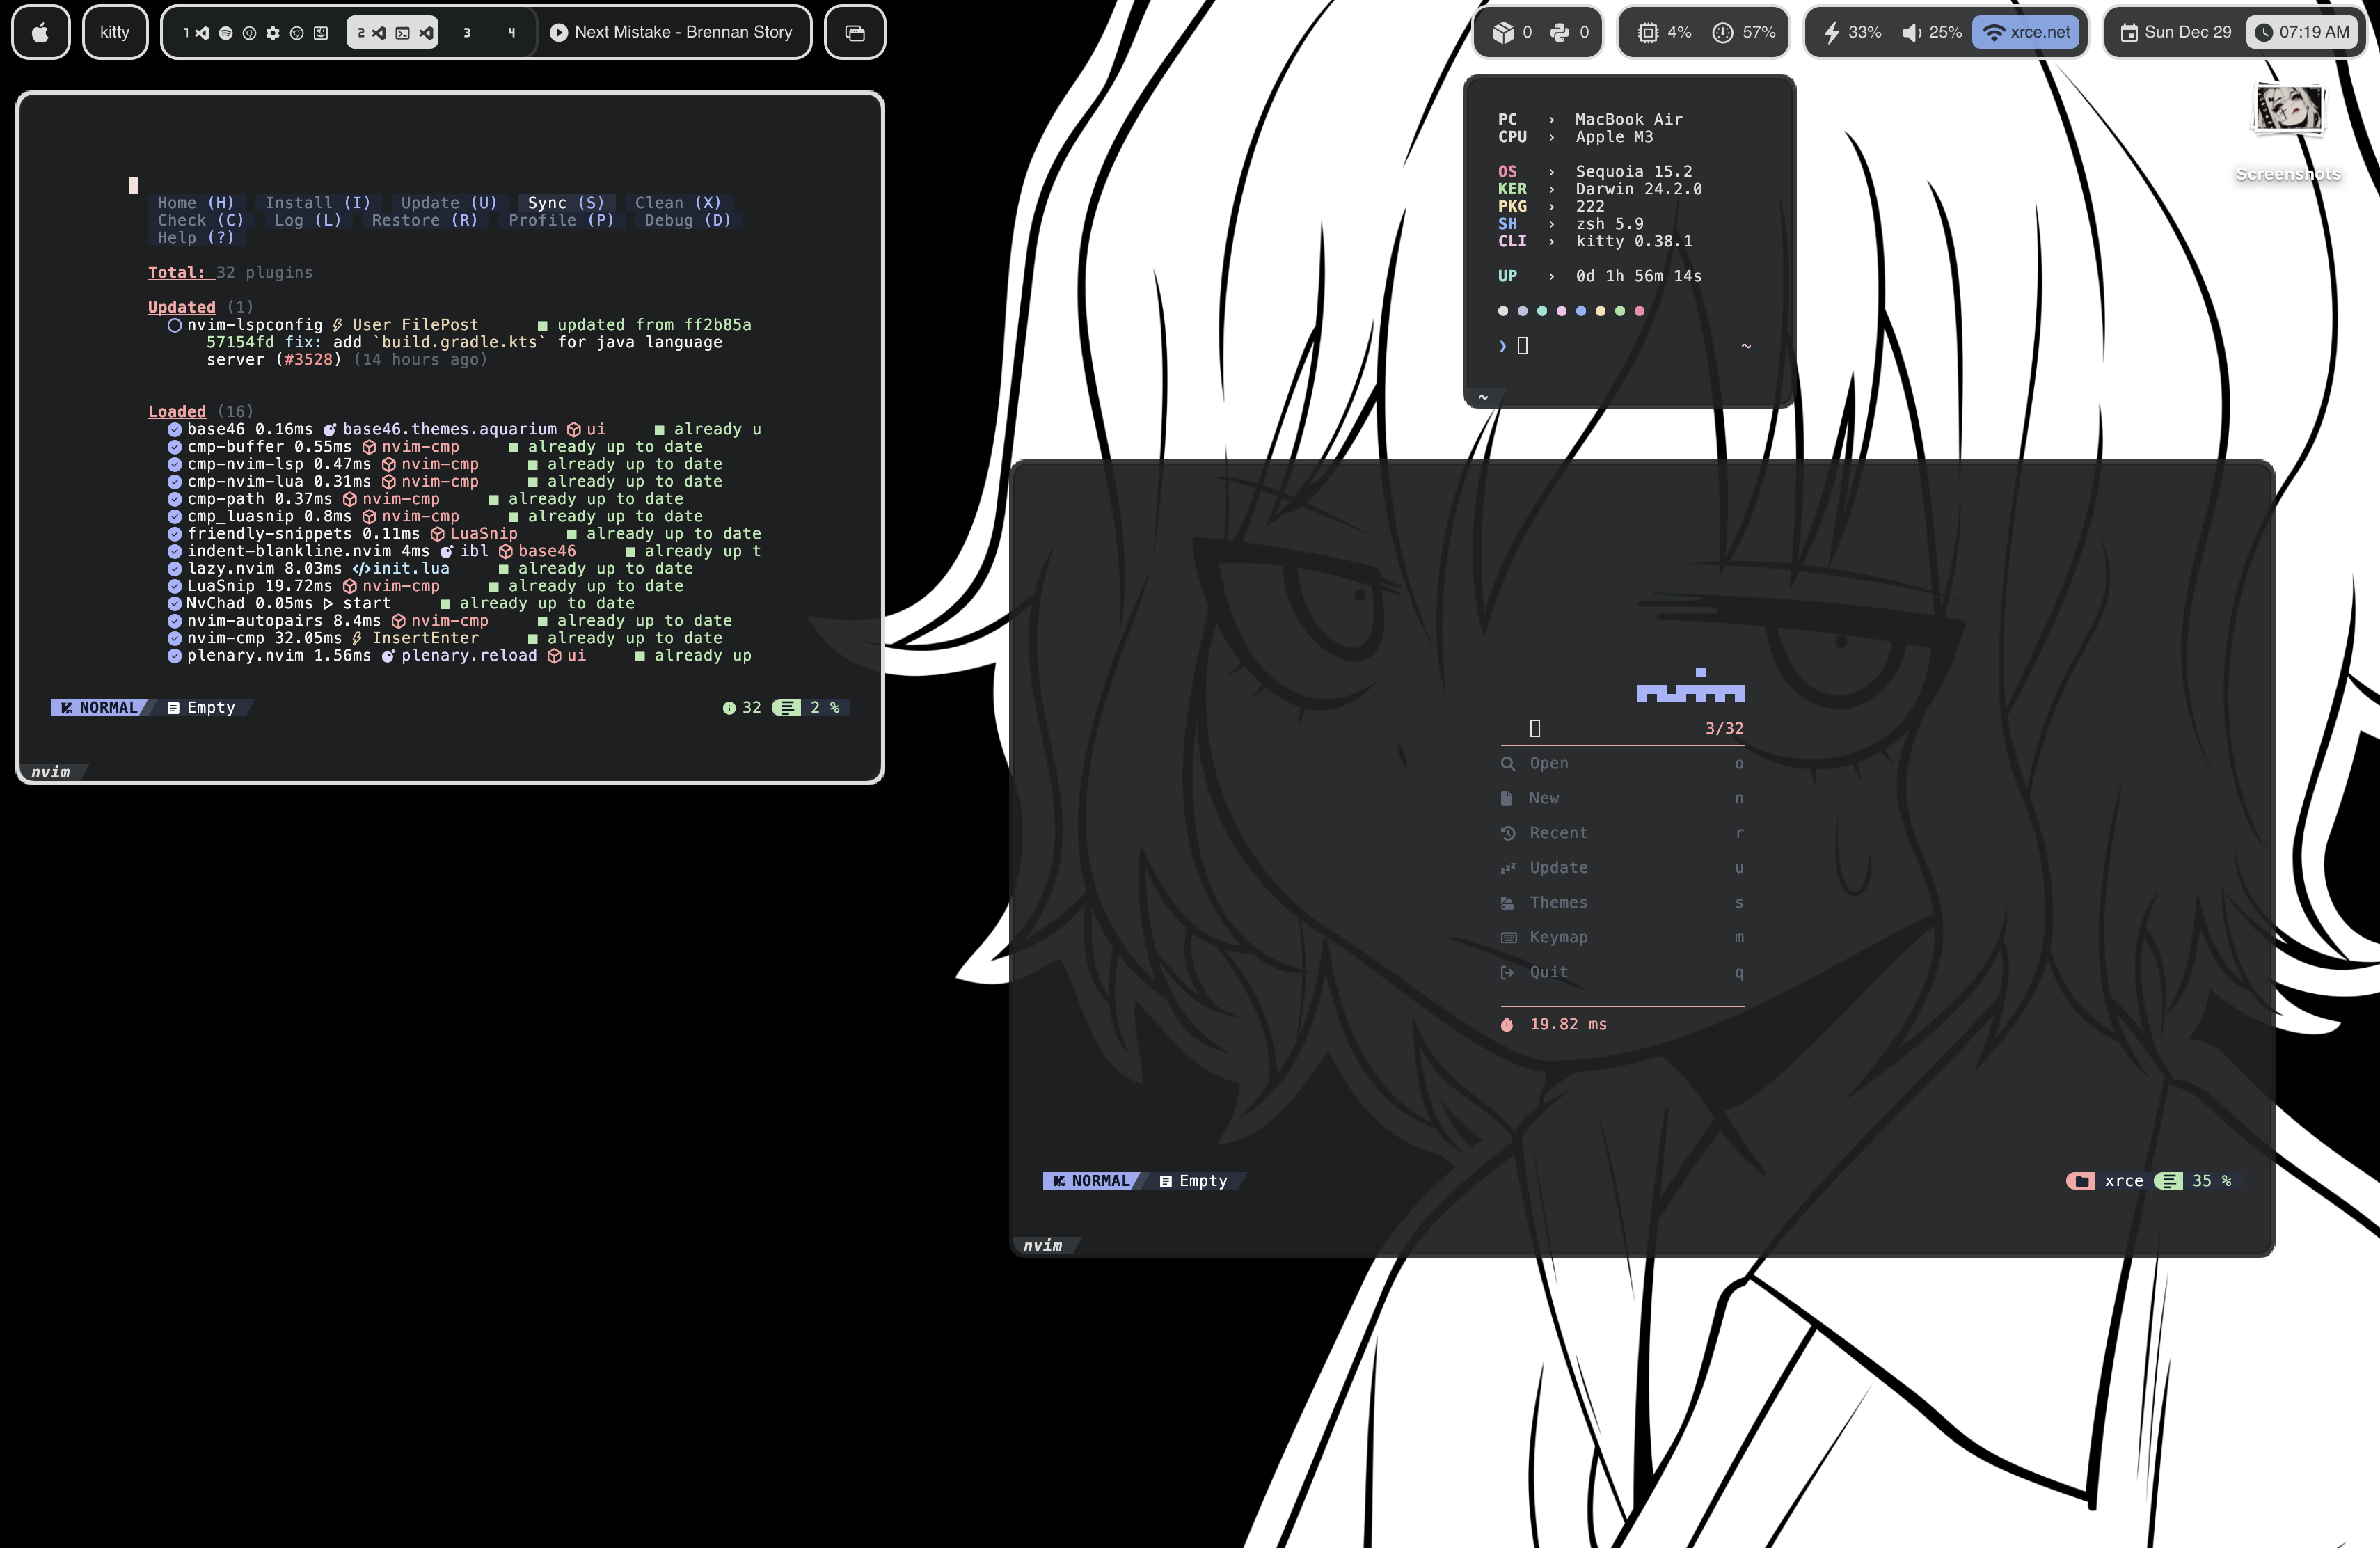 kitty
1
2
3
4
Next Mistake - Brennan Story
0
0
4%
57%
33%
25%
xrce.net
Sun Dec 29
07:19 AM
Screenshots
Home (H) Install (I) Update (U) Sync (S) Clean (X)
Check (C) Log (L) Restore (R) Profile (P) Debug (D)
Help (?)
Total: 32 plugins
Updated (1)
nvim-lspconfig User FilePost updated from ff2b85a
57154fd fix: add `build.gradle.kts` for java language
server (#3528) (14 hours ago)
Loaded (16)
base46 0.16ms base46.themes.aquarium ui already u
cmp-buffer 0.55ms nvim-cmp already up to date
cmp-nvim-lsp 0.47ms nvim-cmp already up to date
cmp-nvim-lua 0.31ms nvim-cmp already up to date
cmp-path 0.37ms nvim-cmp already up to date
cmp_luasnip 0.8ms nvim-cmp already up to date
friendly-snippets 0.11ms LuaSnip already up to date
indent-blankline.nvim 4ms ibl base46 already up t
lazy.nvim 8.03ms </>init.lua already up to date
LuaSnip 19.72ms nvim-cmp already up to date
NvChad 0.05ms start already up to date
nvim-autopairs 8.4ms nvim-cmp already up to date
nvim-cmp 32.05ms InsertEnter already up to date
plenary.nvim 1.56ms plenary.reload ui already up
NORMAL Empty 32 2 %
nvim
PC › MacBook Air
CPU › Apple M3
OS › Sequoia 15.2
KER › Darwin 24.2.0
PKG › 222
SH › zsh 5.9
CLI › kitty 0.38.1
UP › 0d 1h 56m 14s
❯ ~
~
3/32
Open o
New n
Recent r
Update u
Themes s
Keymap m
Quit q
19.82 ms
NORMAL Empty xrce 35 %
nvim